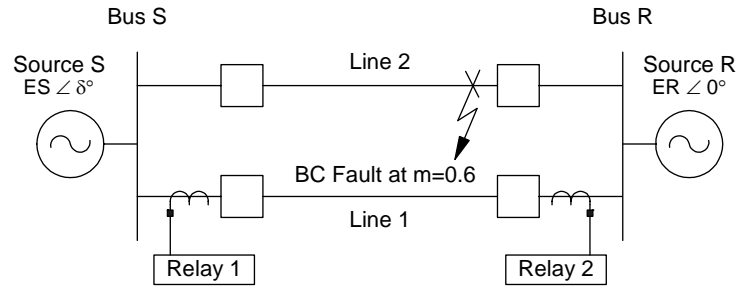 Bus S
Bus R
Source S
ES ∠ δ°
Line 2
Source R
ER ∠ 0°
BC Fault at m=0.6
Line 1
Relay 1
Relay 2